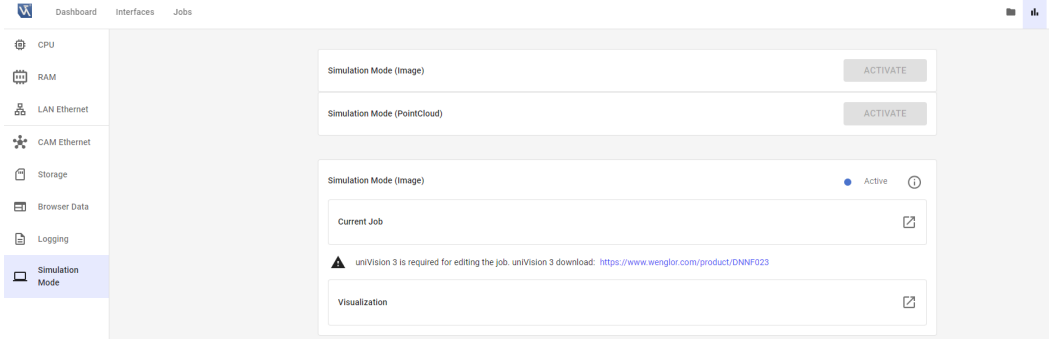 Dashboard Interfaces Jobs
CPU
RAM
LAN Ethernet
CAM Ethernet
Storage
Browser Data
Logging
Simulation
Mode
Simulation Mode (Image) ACTIVATE
Simulation Mode (PointCloud) ACTIVATE
Simulation Mode (Image) Active
Current Job
uniVision 3 is required for editing the job. uniVision 3 download: https://www.wenglor.com/product/DNNF023
Visualization